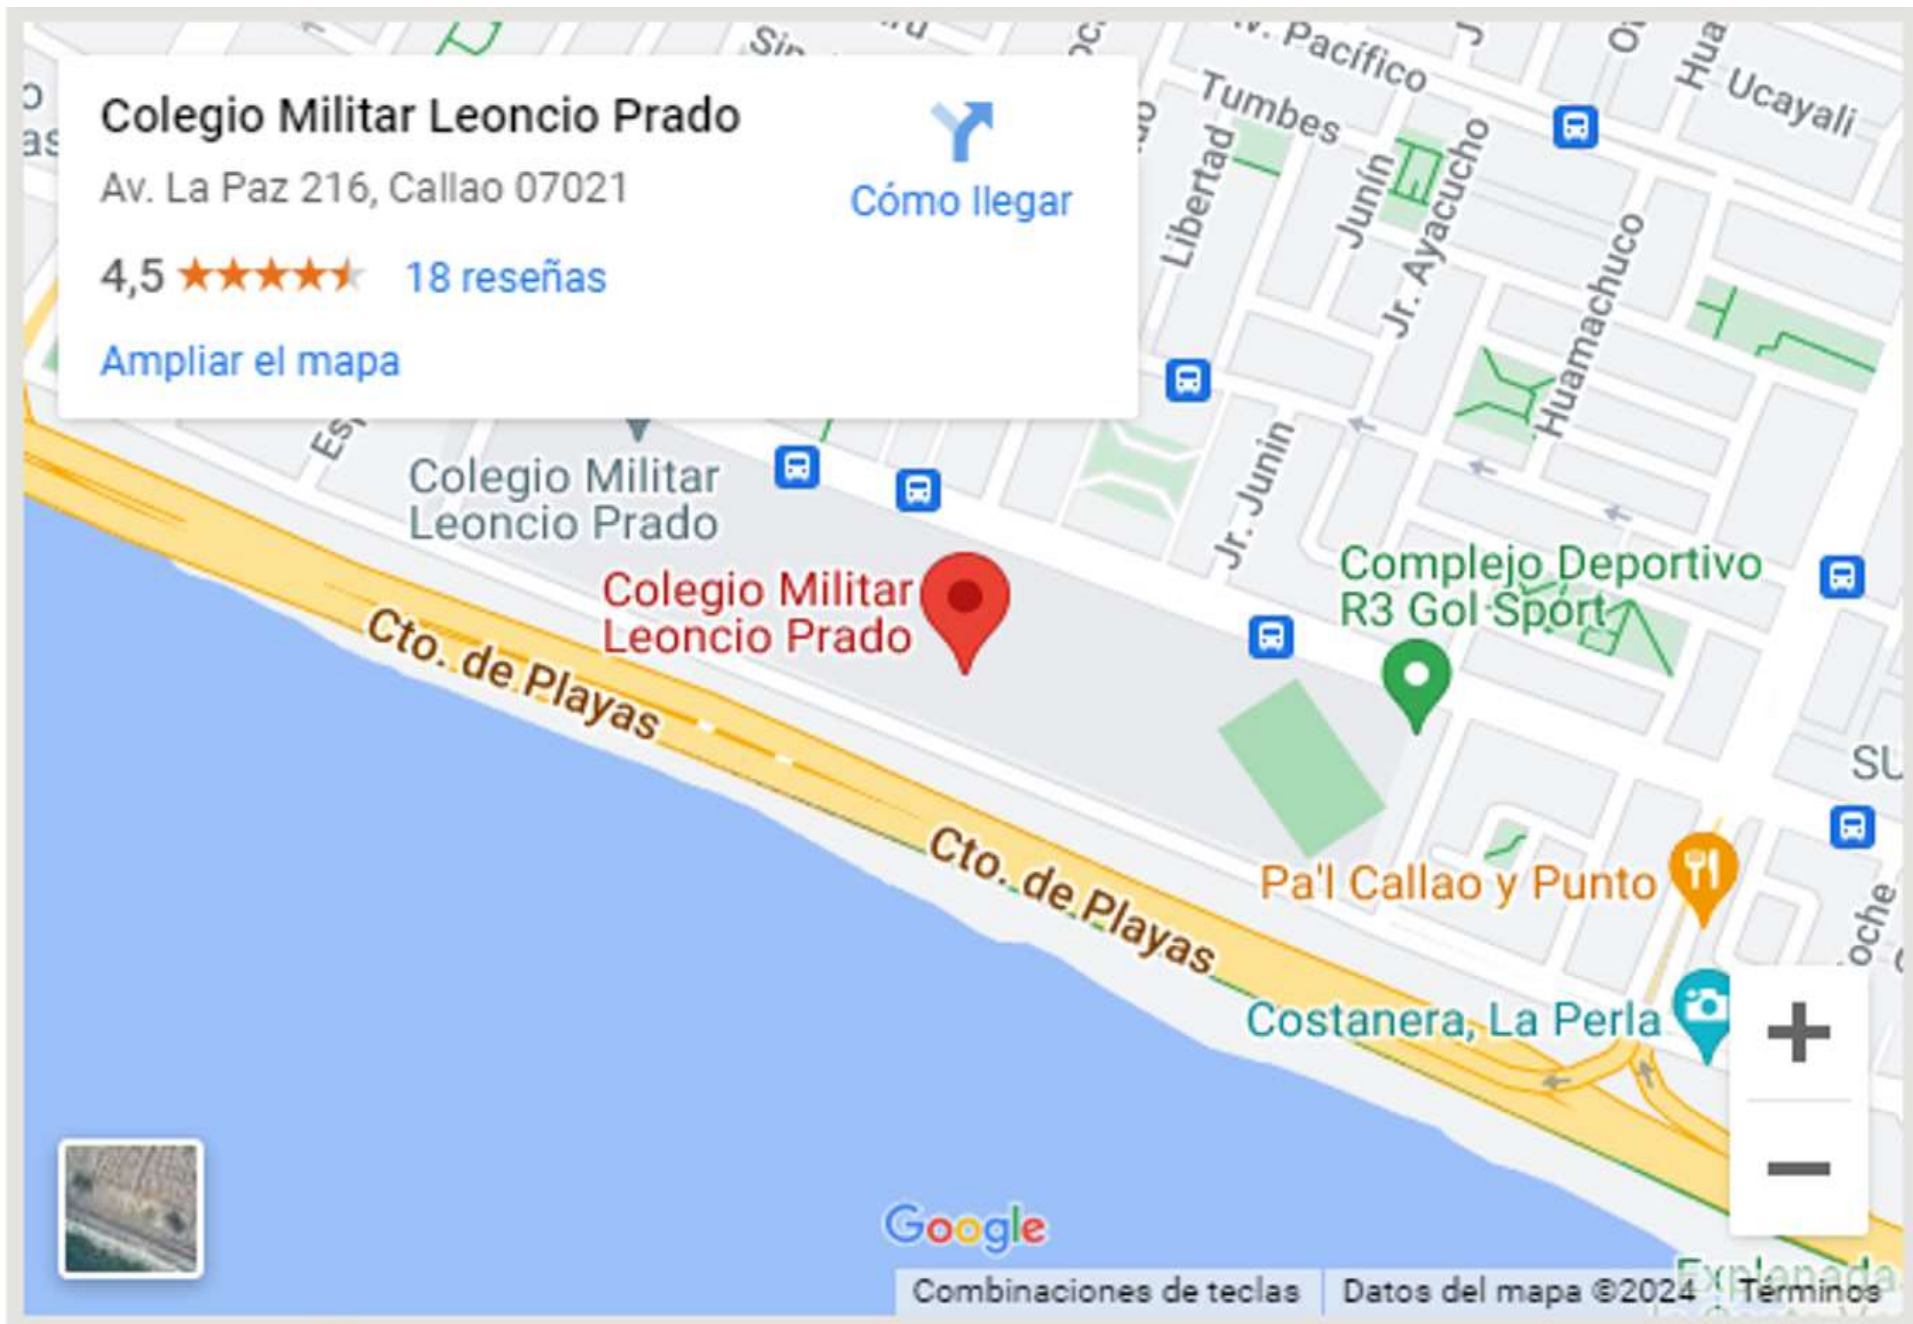 Colegio Militar Leoncio Prado
Av. La Paz 216, Callao 07021
4,5
18 reseñas
Ampliar el mapa
Cómo llegar
Pacífico
Tumbes
Ucayali
Libertad
Junín
Jr. Ayacucho
Huamachuco
Colegio Militar
Leoncio Prado
Jr. Junin
Colegio Militar
Leoncio Prado
Complejo Deportivo
R3 Gol Sport
Cto. de Playas
Cto. de Playas
Pa'l Callao y Punto
Costanera, La Perla
Google
Combinaciones de teclas
Datos del mapa ©2024
Términos
Explanada